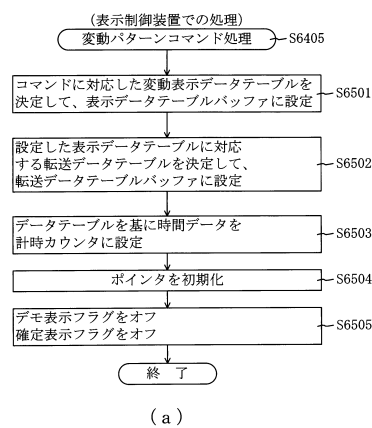 (表示制御装置での処理)
変動パターンコマンド処理 S6405
コマンドに対応した変動表示データテーブルを
決定して、表示データテーブルバッファに設定 S6501
設定した表示データテーブルに対応
する転送データテーブルを決定して、 S6502
転送データテーブルバッファに設定
データテーブルを基に時間データを S6503
計時カウンタに設定
ポインタを初期化 S6504
デモ表示フラグをオフ S6505
確定表示フラグをオフ
終 了
(a)